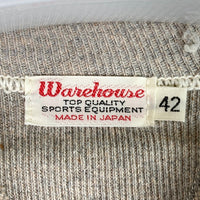 Warehouse
TOP QUALITY
SPORTS EQUIPMENT
MADE IN JAPAN
42